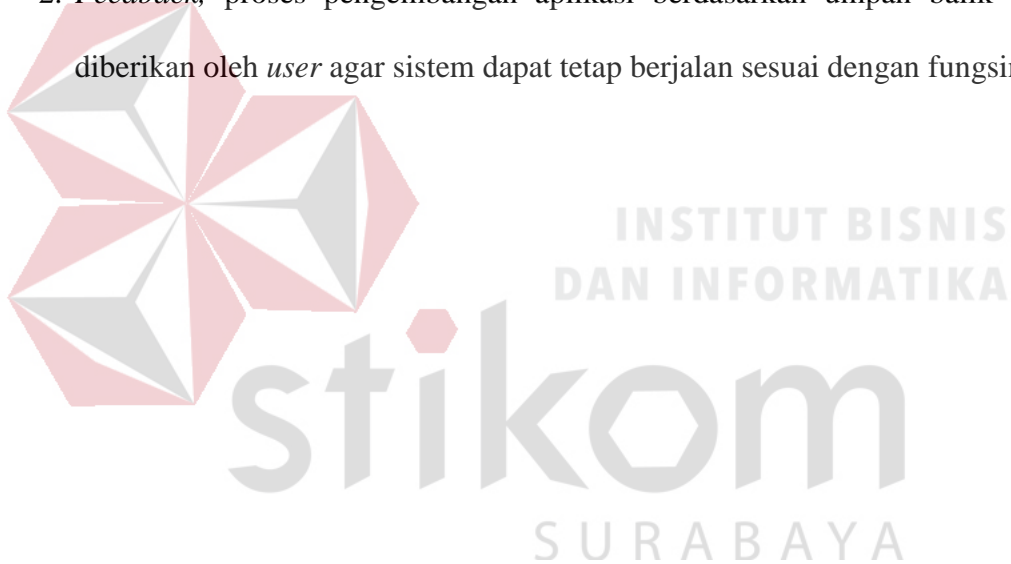 2. Feedback, proses pengembangan aplikasi berdasarkan umpan balik
diberikan oleh user agar sistem dapat tetap berjalan sesuai dengan
INSTITUT BISNIS
DAN INFORMATIKA
stikom
SURABAYA